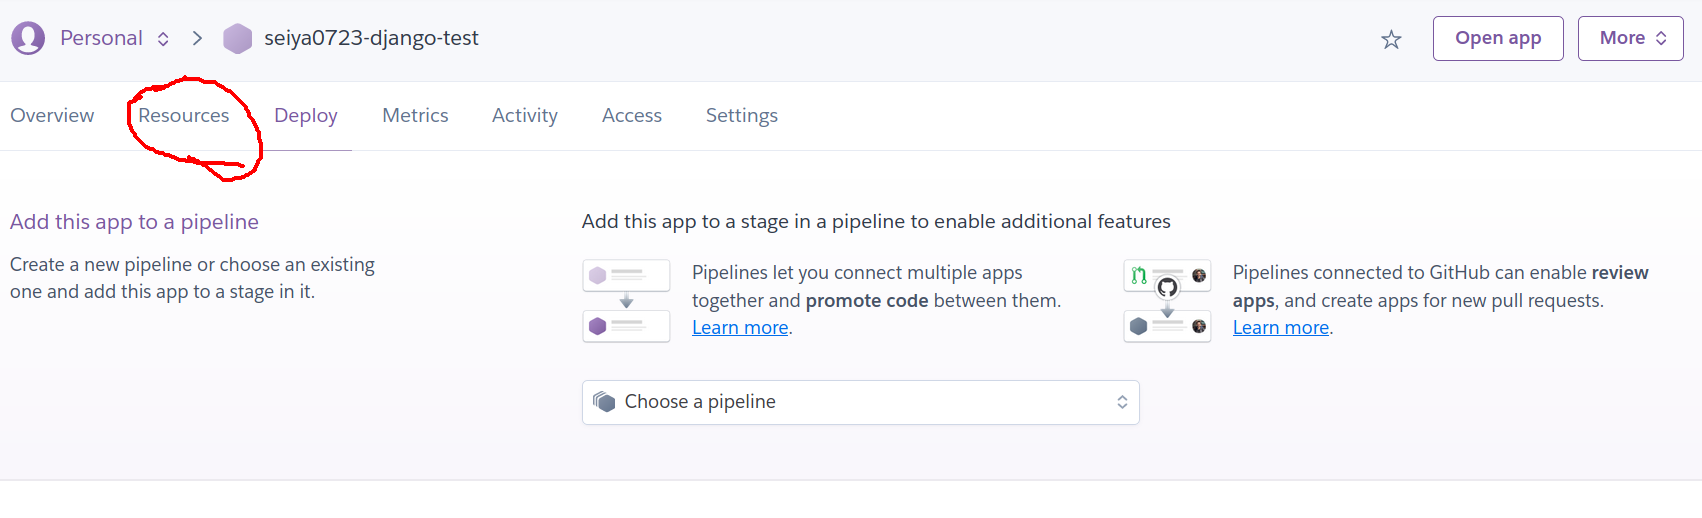 Personal
seiya0723-django-test
Open app
More
Overview
Resources
Deploy
Metrics
Activity
Access
Settings
Add this app to a pipeline
Create a new pipeline or choose an existing
one and add this app to a stage in it.
Add this app to a stage in a pipeline to enable additional features
Pipelines let you connect multiple apps
together and promote code between them.
Learn more.
Pipelines connected to GitHub can enable review
apps, and create apps for new pull requests.
Learn more.
Choose a pipeline